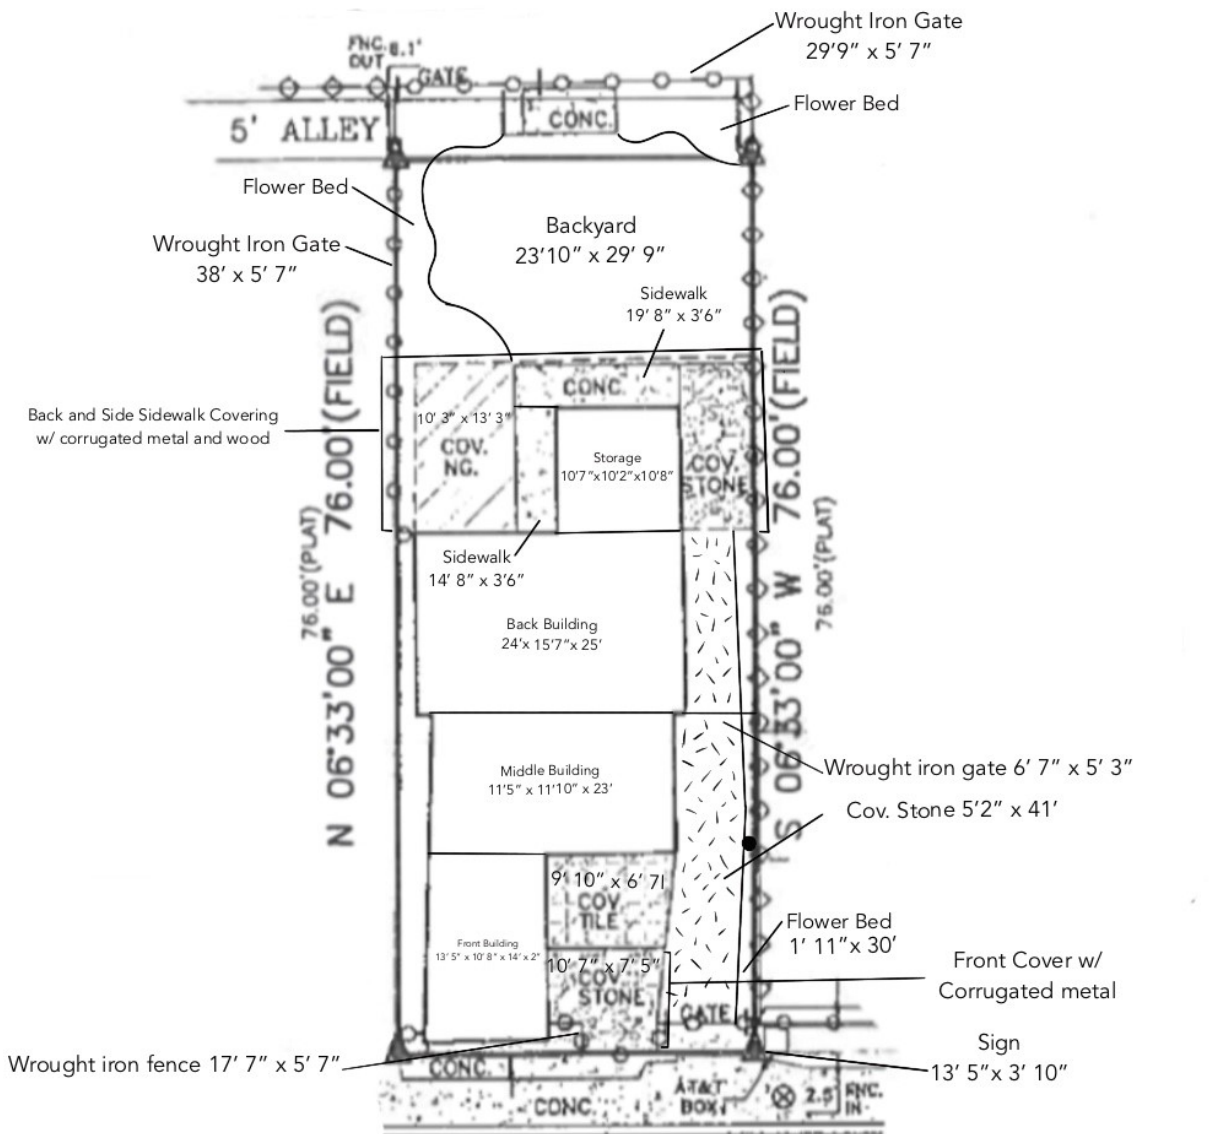 Wrought Iron Gate
29'9" x 5' 7"
FNC. 8.1'
OUT
GATE
Flower Bed
5' ALLEY
CONC.
Flower Bed
Backyard
23'10" x 29' 9"
Wrought Iron Gate
38' x 5' 7"
Sidewalk
19' 8" x 3'6"
CONC.
Back and Side Sidewalk Covering
w/ corrugated metal and wood
10' 3" x 13' 3"
COV.
NG.
Storage
10'7"x10'2"x10'8"
COV.
STONE
N 06°33'00" E 76.00'(FIELD)
76.00'(PLAT)
S 06°33'00" W 76.00'(FIELD)
76.00'(PLAT)
Sidewalk
14' 8" x 3'6"
Back Building
24'x 15'7"x 25'
Middle Building
11'5" x 11'10" x 23'
Wrought iron gate 6' 7" x 5' 3"
Cov. Stone 5'2" x 41'
9' 10" x 6' 7I
COV.
TILE
Flower Bed
1' 11"x 30'
Front Building
13' 5" x 10' 8" x 14' x 2"
10' 7" x 7' 5"
COV.
STONE
Front Cover w/
Corrugated metal
GATE
Sign
13' 5"x 3' 10"
Wrought iron fence 17' 7" x 5' 7"
CONC.
CONC.
AT&T
BOX
2.5' FNC.
IN